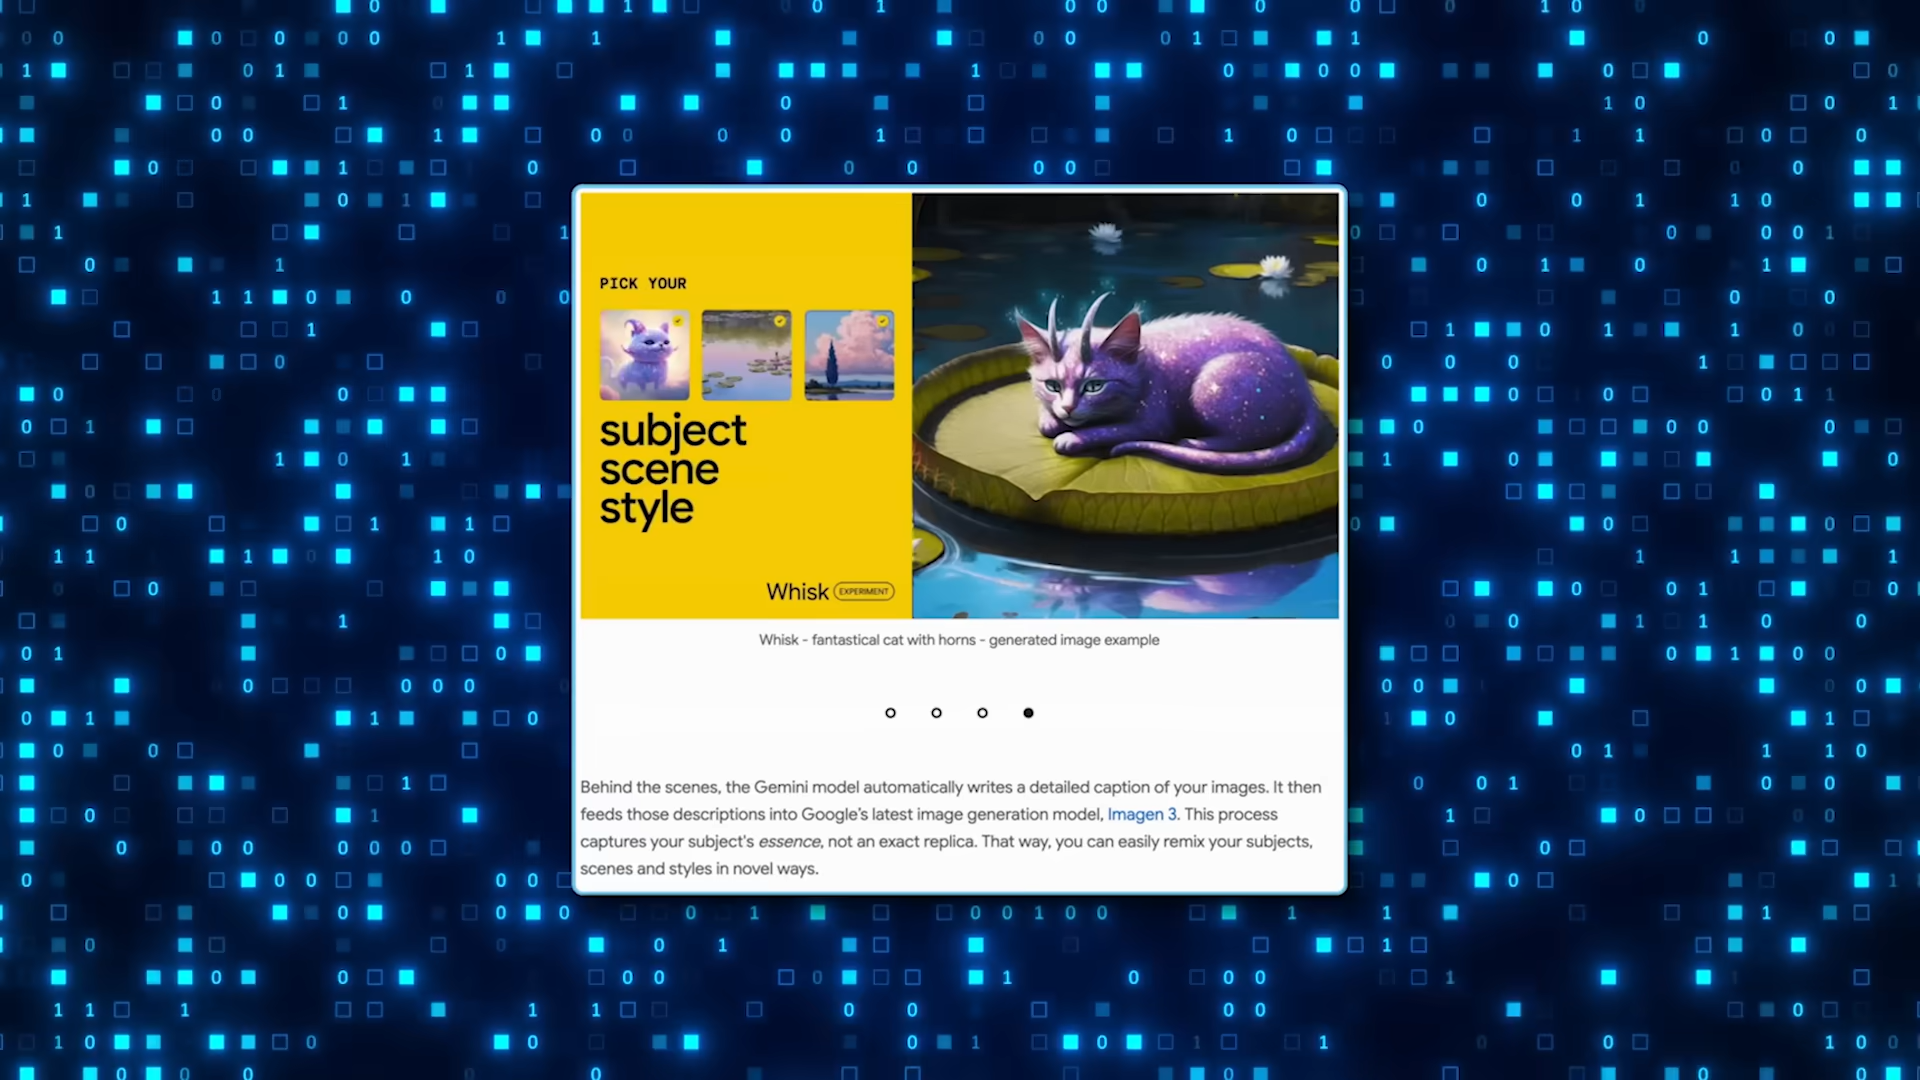 PICK YOUR
subject
scene
style
Whisk EXPERIMENT
Whisk - fantastical cat with horns - generated image example
Behind the scenes, the Gemini model automatically writes a detailed caption of your images. It then
feeds those descriptions into Google's latest image generation model, Imagen 3. This process
captures your subject's essence, not an exact replica. That way, you can easily remix your subjects,
scenes and styles in novel ways.